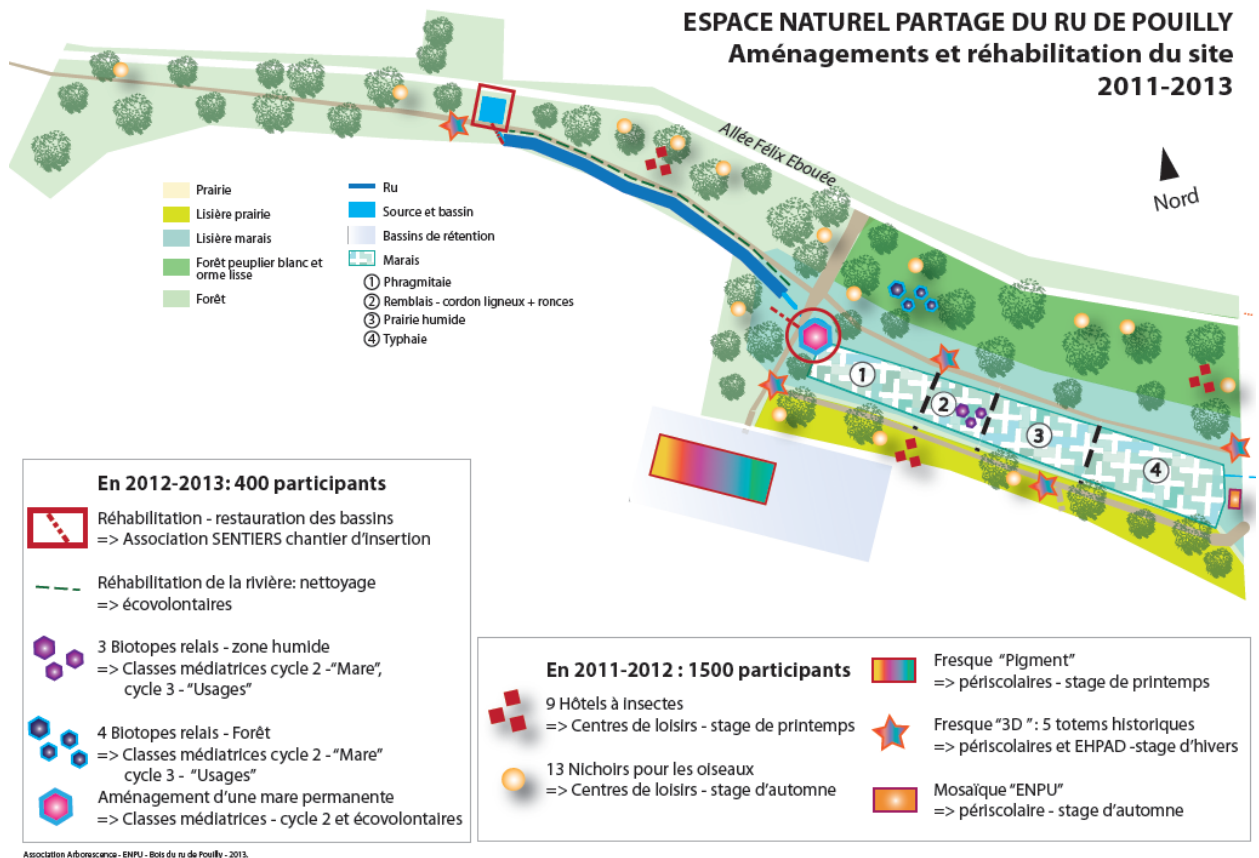 ESPACE NATUREL PARTAGE DU RU DE POUILLY
Aménagements et réhabilitation du site
2011-2013
Allée Félix Ebouée
Nord
Prairie
Lisière prairie
Lisière marais
Forêt peuplier blanc et
orme lisse
Forêt
Ru
Source et bassin
Bassins de rétention
Marais
1 Phragmitaie
2 Remblais - cordon ligneux + ronces
3 Prairie humide
4 Typhaie
1
2
3
4
En 2012-2013: 400 participants
Réhabilitation - restauration des bassins
=> Association SENTIERS chantier d'insertion
Réhabilitation de la rivière: nettoyage
=> écovolontaires
3 Biotopes relais - zone humide
=> Classes médiatrices cycle 2 -"Mare",
cycle 3 - "Usages"
4 Biotopes relais - Forêt
=> Classes médiatrices cycle 2 - "Mare"
cycle 3 - "Usages"
Aménagement d'une mare permanente
=> Classes médiatrices - cycle 2 et écovolontaires
En 2011-2012 : 1500 participants
9 Hôtels à insectes
=> Centres de loisirs - stage de printemps
13 Nichoirs pour les oiseaux
=> Centres de loisirs - stage d'automne
Fresque "Pigment"
=> périscolaires - stage de printemps
Fresque "3D" : 5 totems historiques
=> périscolaires et EHPAD -stage d'hivers
Mosaïque "ENPU"
=> périscolaire - stage d'automne
Association Arborescence - ENPU - Bois du ru de Pouilly - 2013.